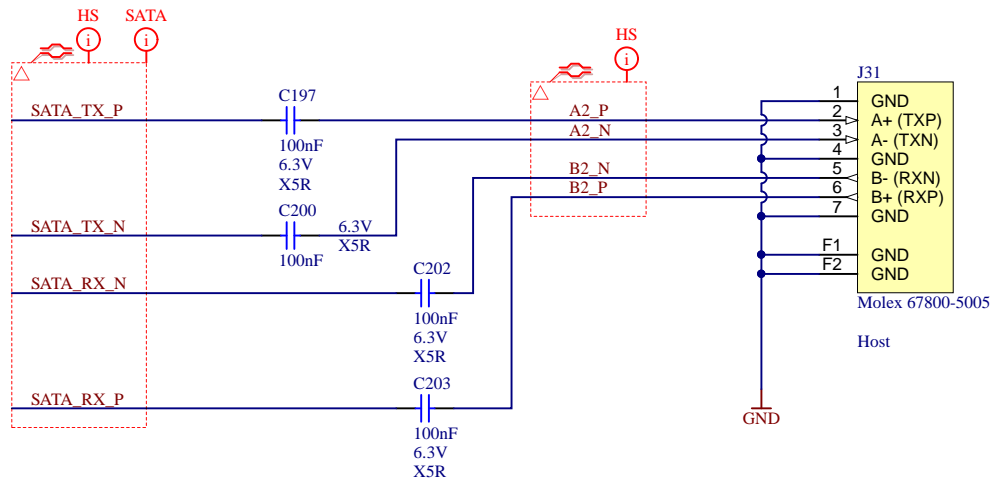 HS SATA
i i
HS
i
J31
SATA_TX_P
C197
100nF
6.3V
X5R
A2_P
A2_N
B2_N
B2_P
1 GND
2 A+ (TXP)
3 A- (TXN)
4 GND
5 B- (RXN)
6 B+ (RXP)
7 GND
F1 GND
F2 GND
Molex 67800-5005
Host
SATA_TX_N
C200
100nF
6.3V
X5R
SATA_RX_N
C202
100nF
6.3V
X5R
SATA_RX_P
C203
100nF
6.3V
X5R
GND